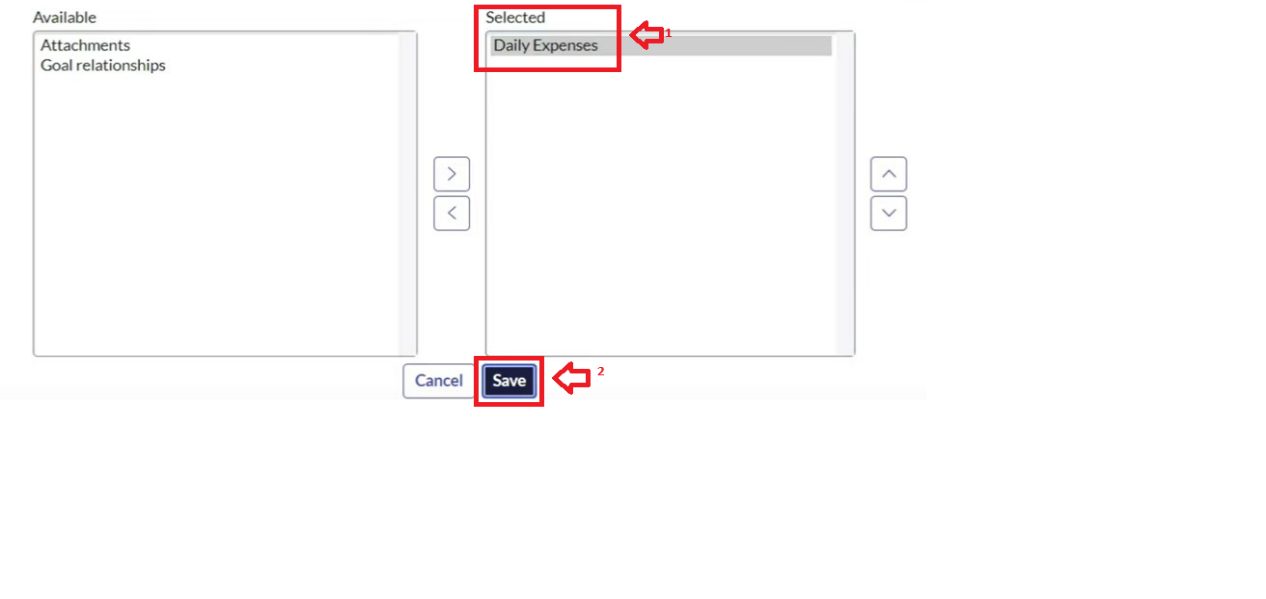 Available
Attachments
Goal relationships
Selected
Daily Expenses
1
Cancel
Save
2